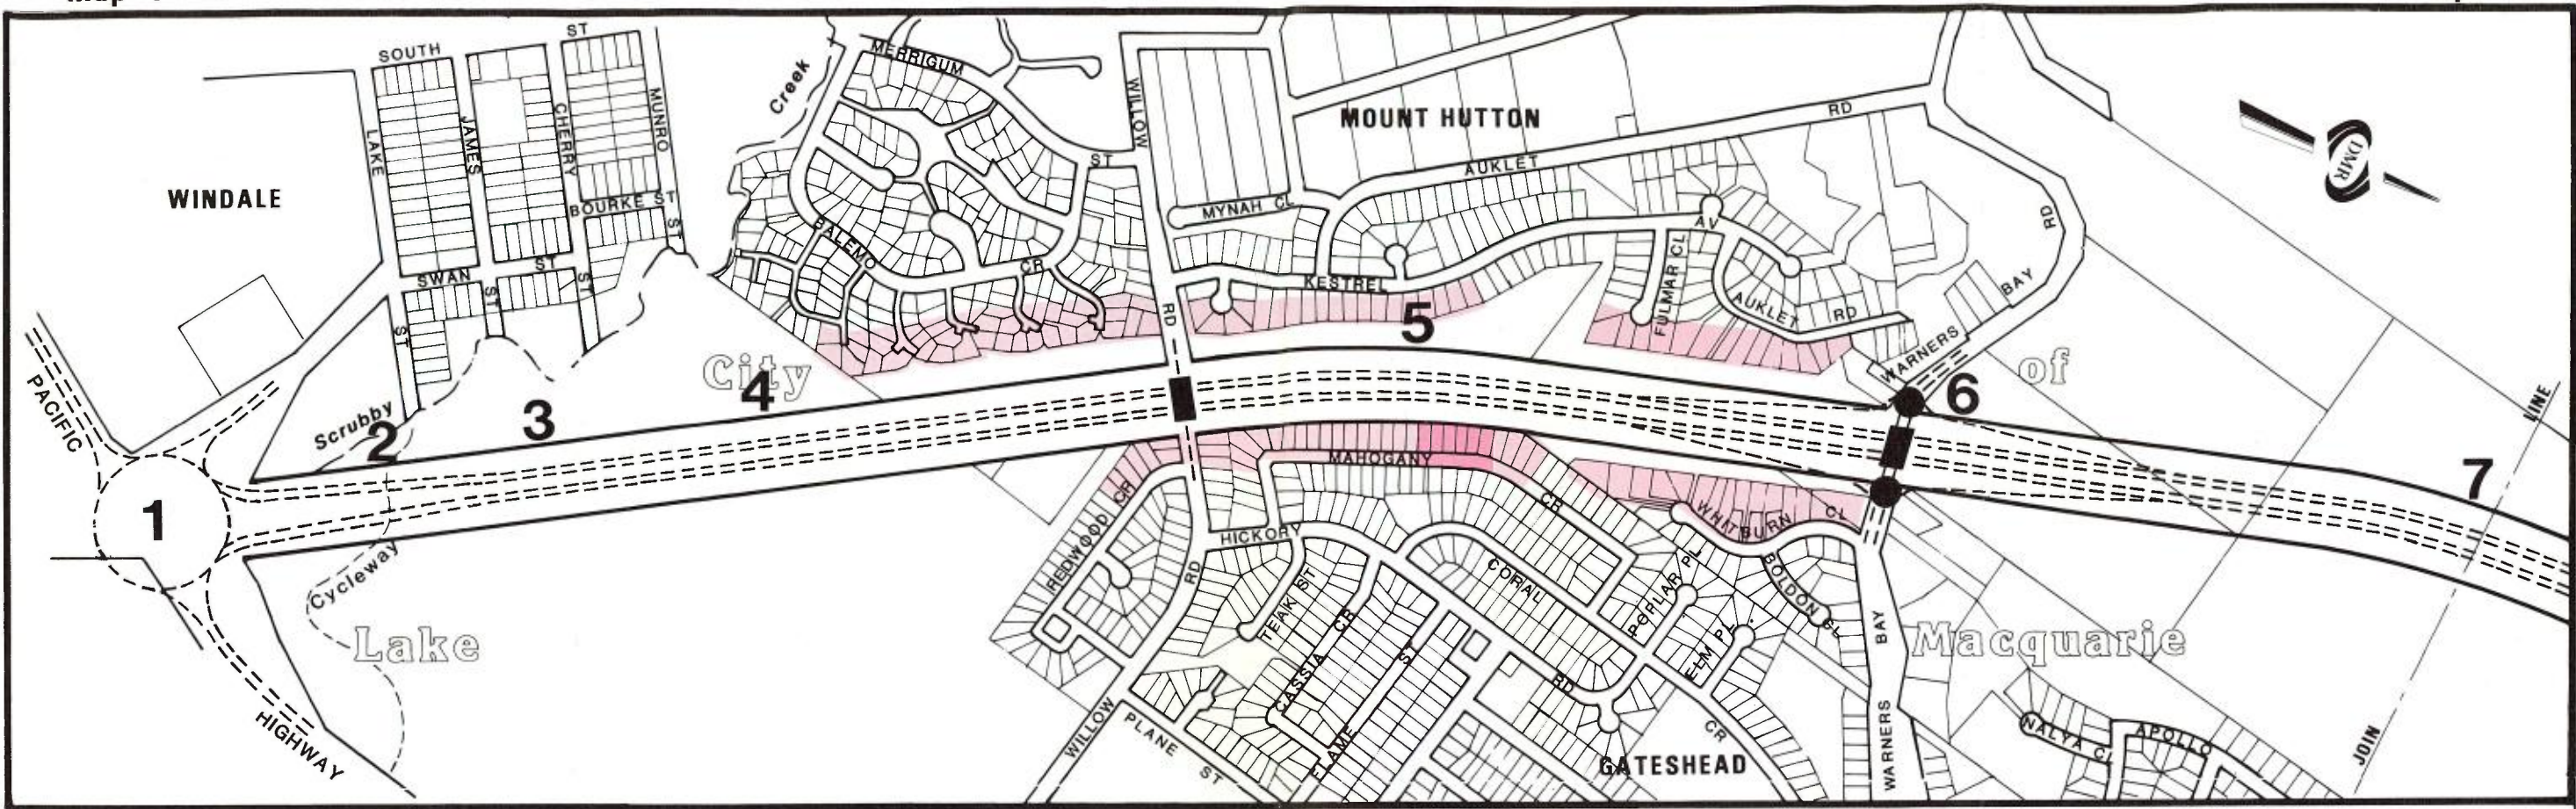 SOUTH
ST
MERRIGUM
Creek
WILLOW
MOUNT HUTTON
RD
DMR
LAKE
JAMES
CHERRY
MUNRO
AUKLET
ST
WINDALE
BOURKE ST
MYNAH CL
RD
ST
BALEMO
AV
SWAN ST
CR
KESTREL
FULMAR CL
BAY
ST
ST
ST
RD
5
AUKLET RD
WARNERS
PACIFIC
City
4
of
6
LINE
Scrubby
2
3
MAHOGANY
7
1
REDWOOD CR
CR
WHITBURN CL
HICKORY
Cycleway
RD
TEAK ST
CORAL
POPLAR PL
BOLDON CL
Lake
CASSIA CR
ST
ELM PL
BAY
Macquarie
RD
HIGHWAY
WILLOW
PLANE ST
FLAME
CR
GATESHEAD
WARNERS
NALYA CL
APOLLO
JOIN